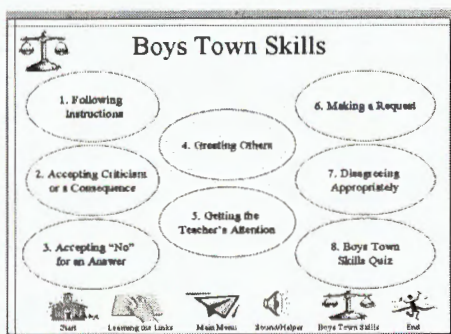 Boys Town Skills
1. Following
Instructions
2. Accepting Criticism
or a Consequence
3. Accepting "No"
for an Answer
4. Greeting Others
5. Getting the
Teacher's Attention
6. Making a Request
7. Disagreeing
Appropriately
8. Boys Town
Skills Quiz
Start
Learning our Links
Main Menu
Sound/Helper
Boys Town Skills
End